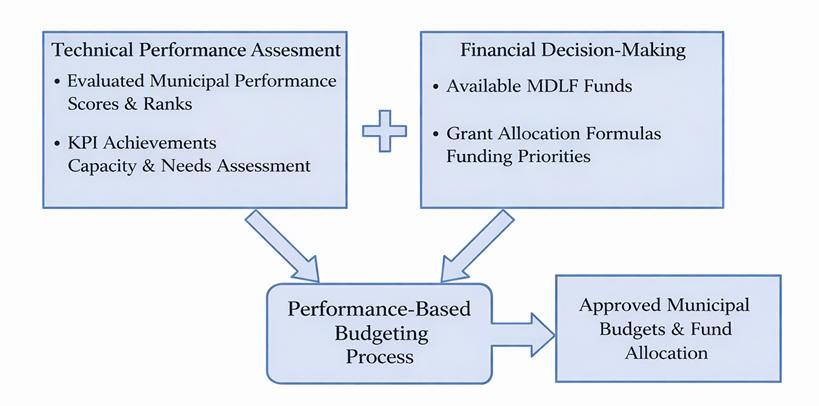 Technical Performance Assesment
• Evaluated Municipal Performance
Scores & Ranks
• KPI Achievements
Capacity & Needs Assessment
Financial Decision-Making
• Available MDLF Funds
• Grant Allocation Formulas
Funding Priorities
Performance-Based
Budgeting
Process
Approved Municipal
Budgets & Fund
Allocation